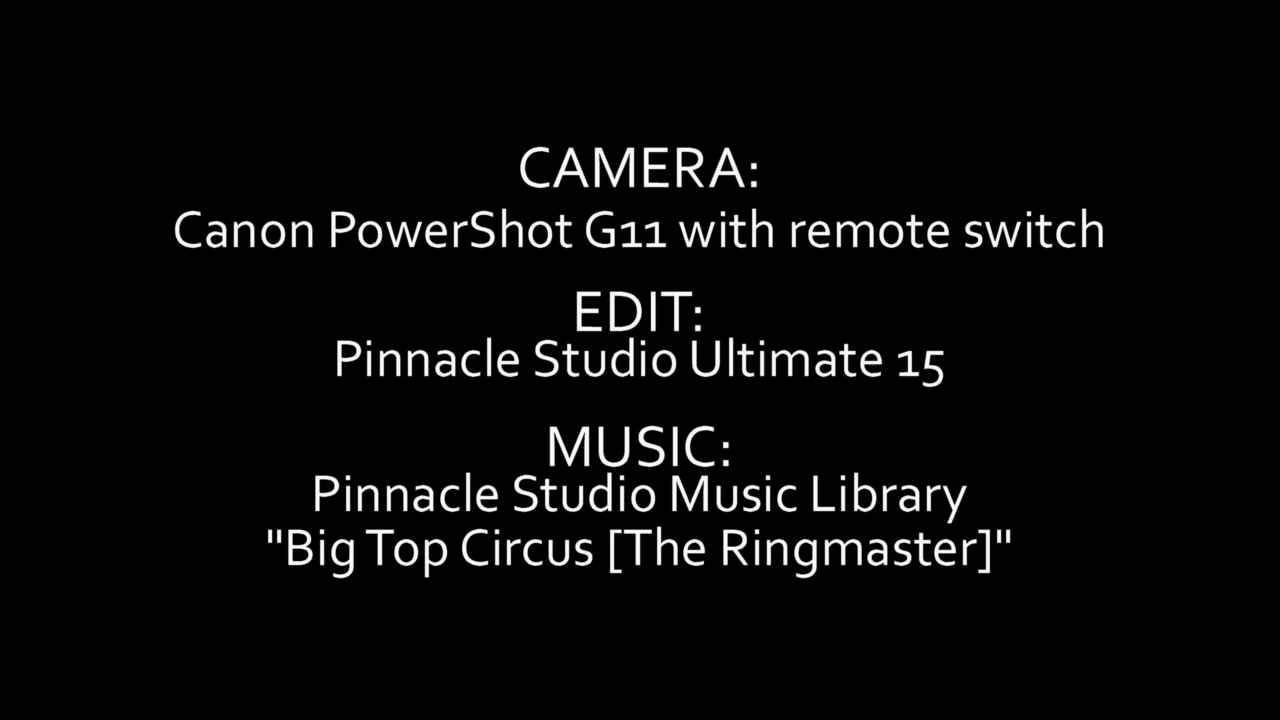 CAMERA:
Canon PowerShot G11 with remote switch
EDIT:
Pinnacle Studio Ultimate 15
MUSIC:
Pinnacle Studio Music Library
"Big Top Circus [The Ringmaster]"